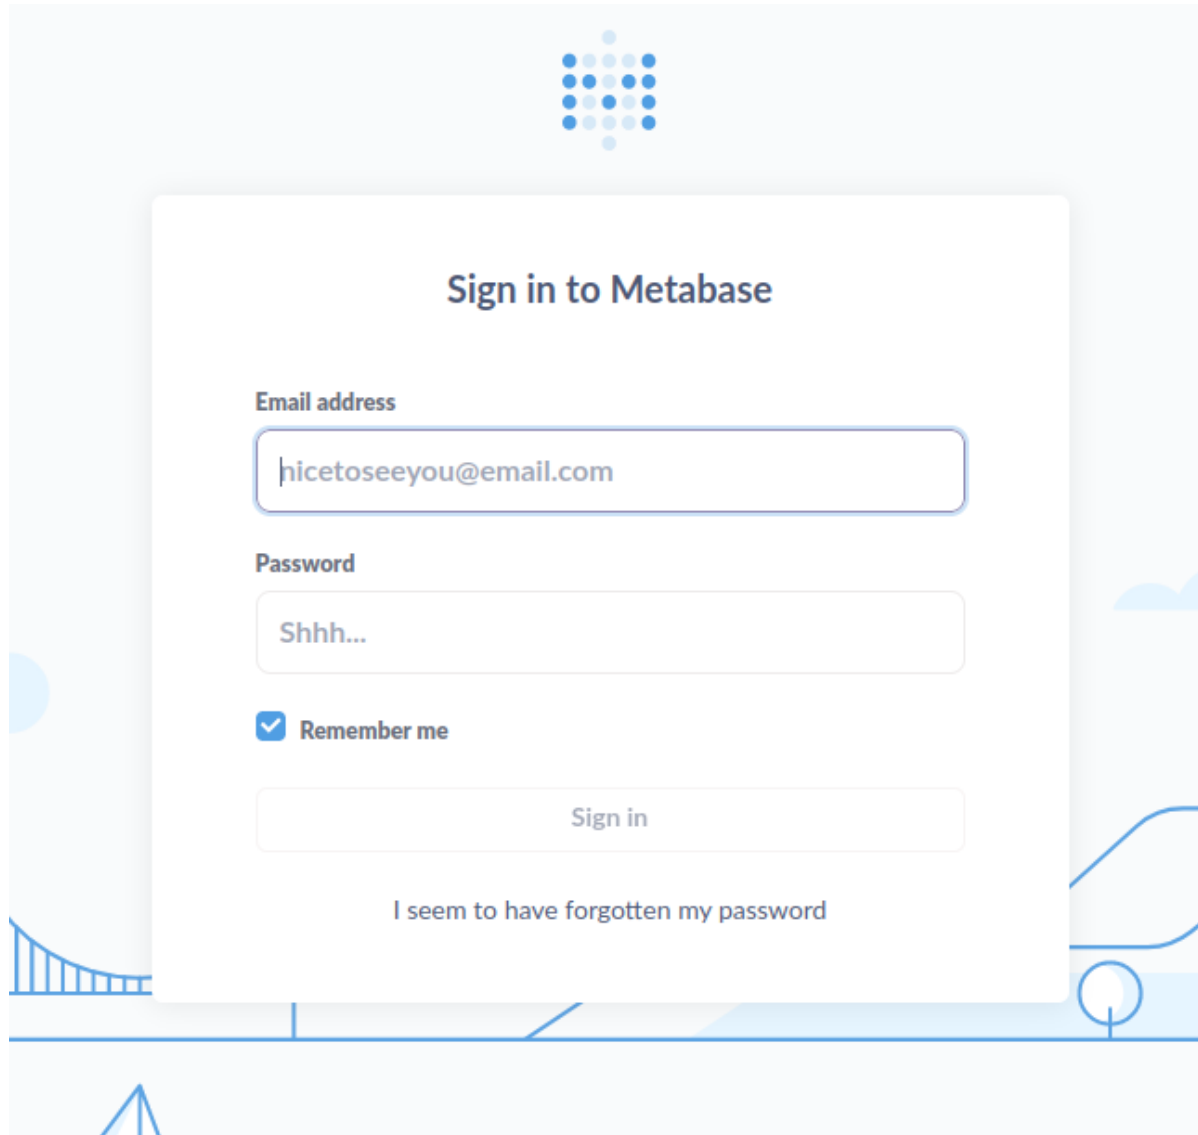 Sign in to Metabase
Email address
nicetoseeyou@email.com
Password
Shhh...
Remember me
Sign in
I seem to have forgotten my password